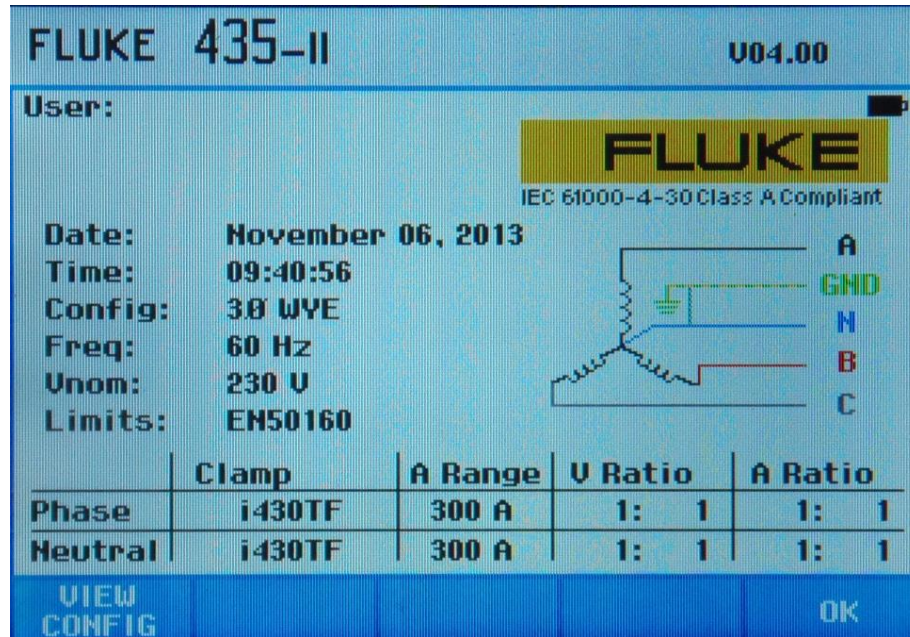 FLUKE 435-II V04.00
User:
FLUKE
IEC 61000-4-30 Class A Compliant
Date: November 06, 2013
Time: 09:40:56
Config: 3Ø WYE
Freq: 60 Hz
Vnom: 230 V
Limits: EN50160
A
GND
N
B
C
Clamp A Range V Ratio A Ratio
Phase i430TF 300 A 1: 1 1: 1
Neutral i430TF 300 A 1: 1 1: 1
VIEW CONFIG OK